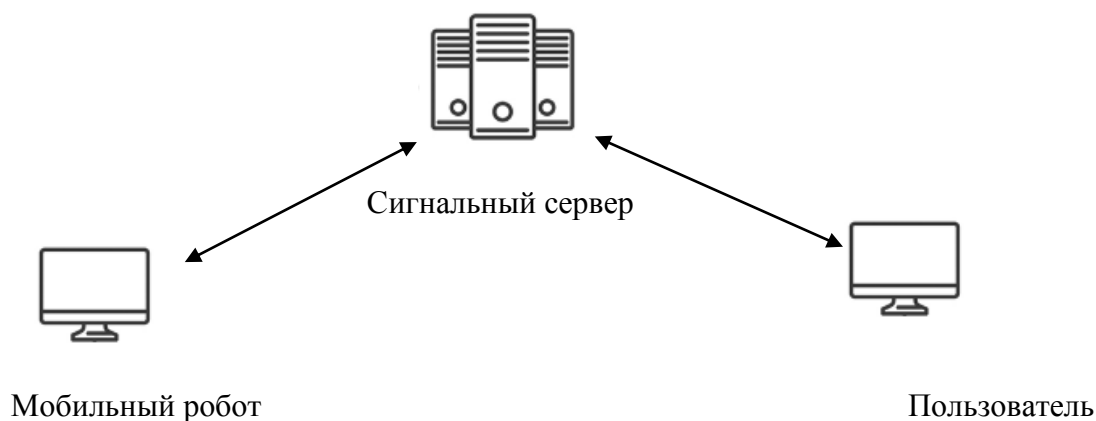 Сигнальный сервер
Мобильный робот
Пользователь